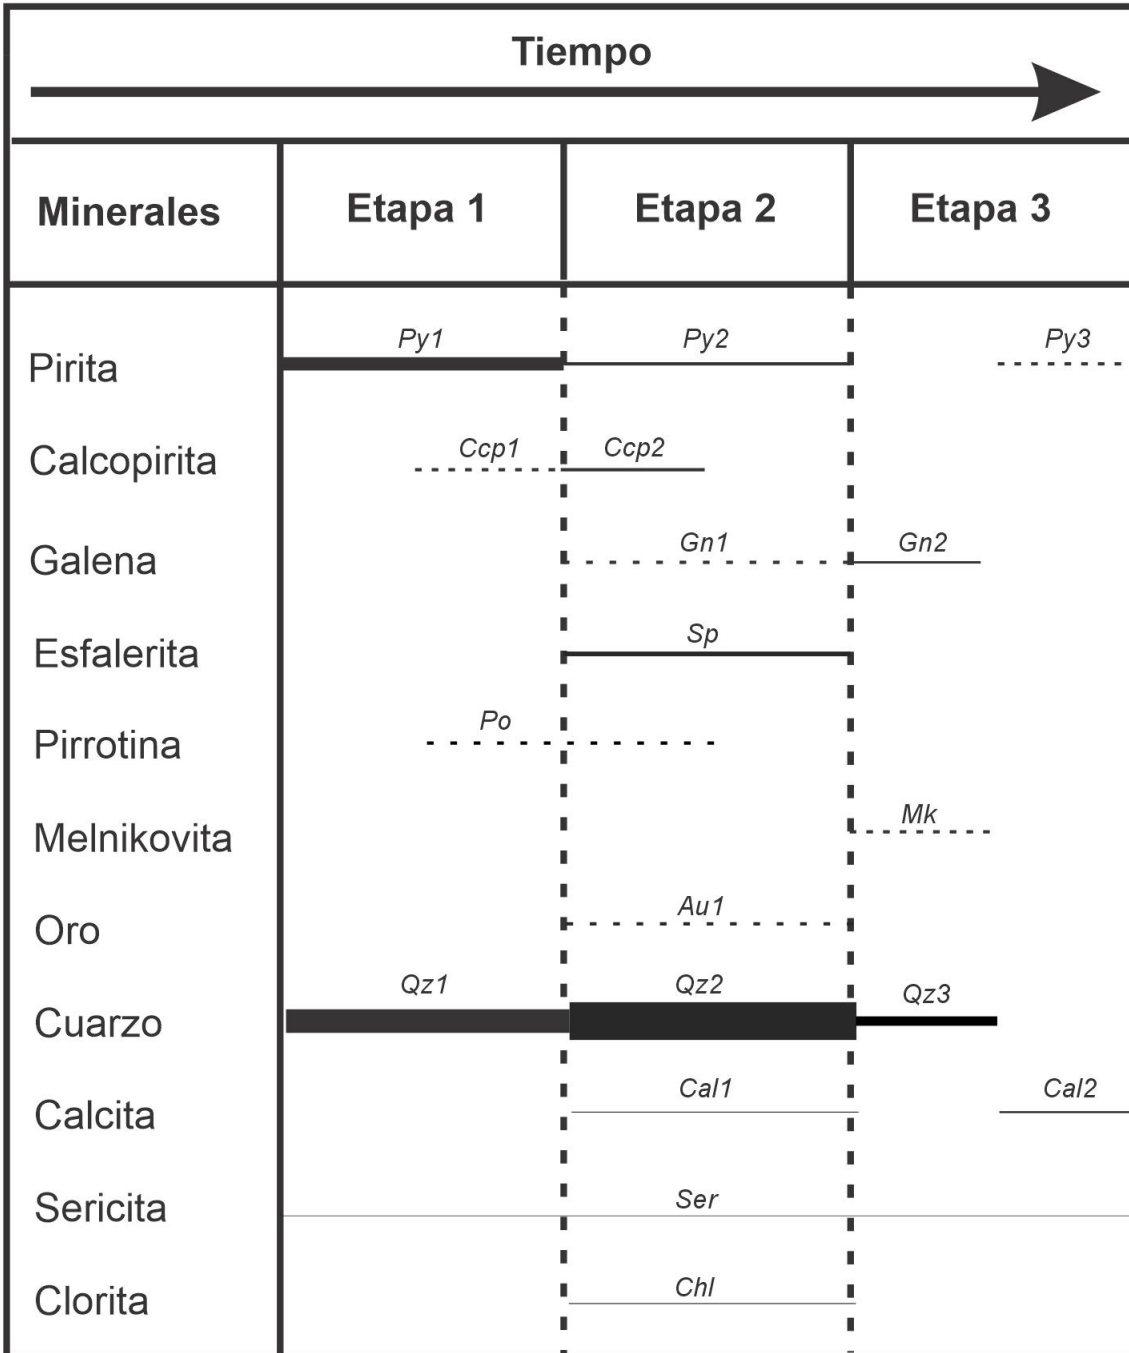 Tiempo
Minerales Etapa 1 Etapa 2 Etapa 3
Pirita Py1 Py2 Py3
Calcopirita Ccp1 Ccp2
Galena Gn1 Gn2
Esfalerita Sp
Pirrotina Po
Melnikovita Mk
Oro Au1
Cuarzo Qz1 Qz2 Qz3
Calcita Cal1 Cal2
Sericita Ser
Clorita Chl